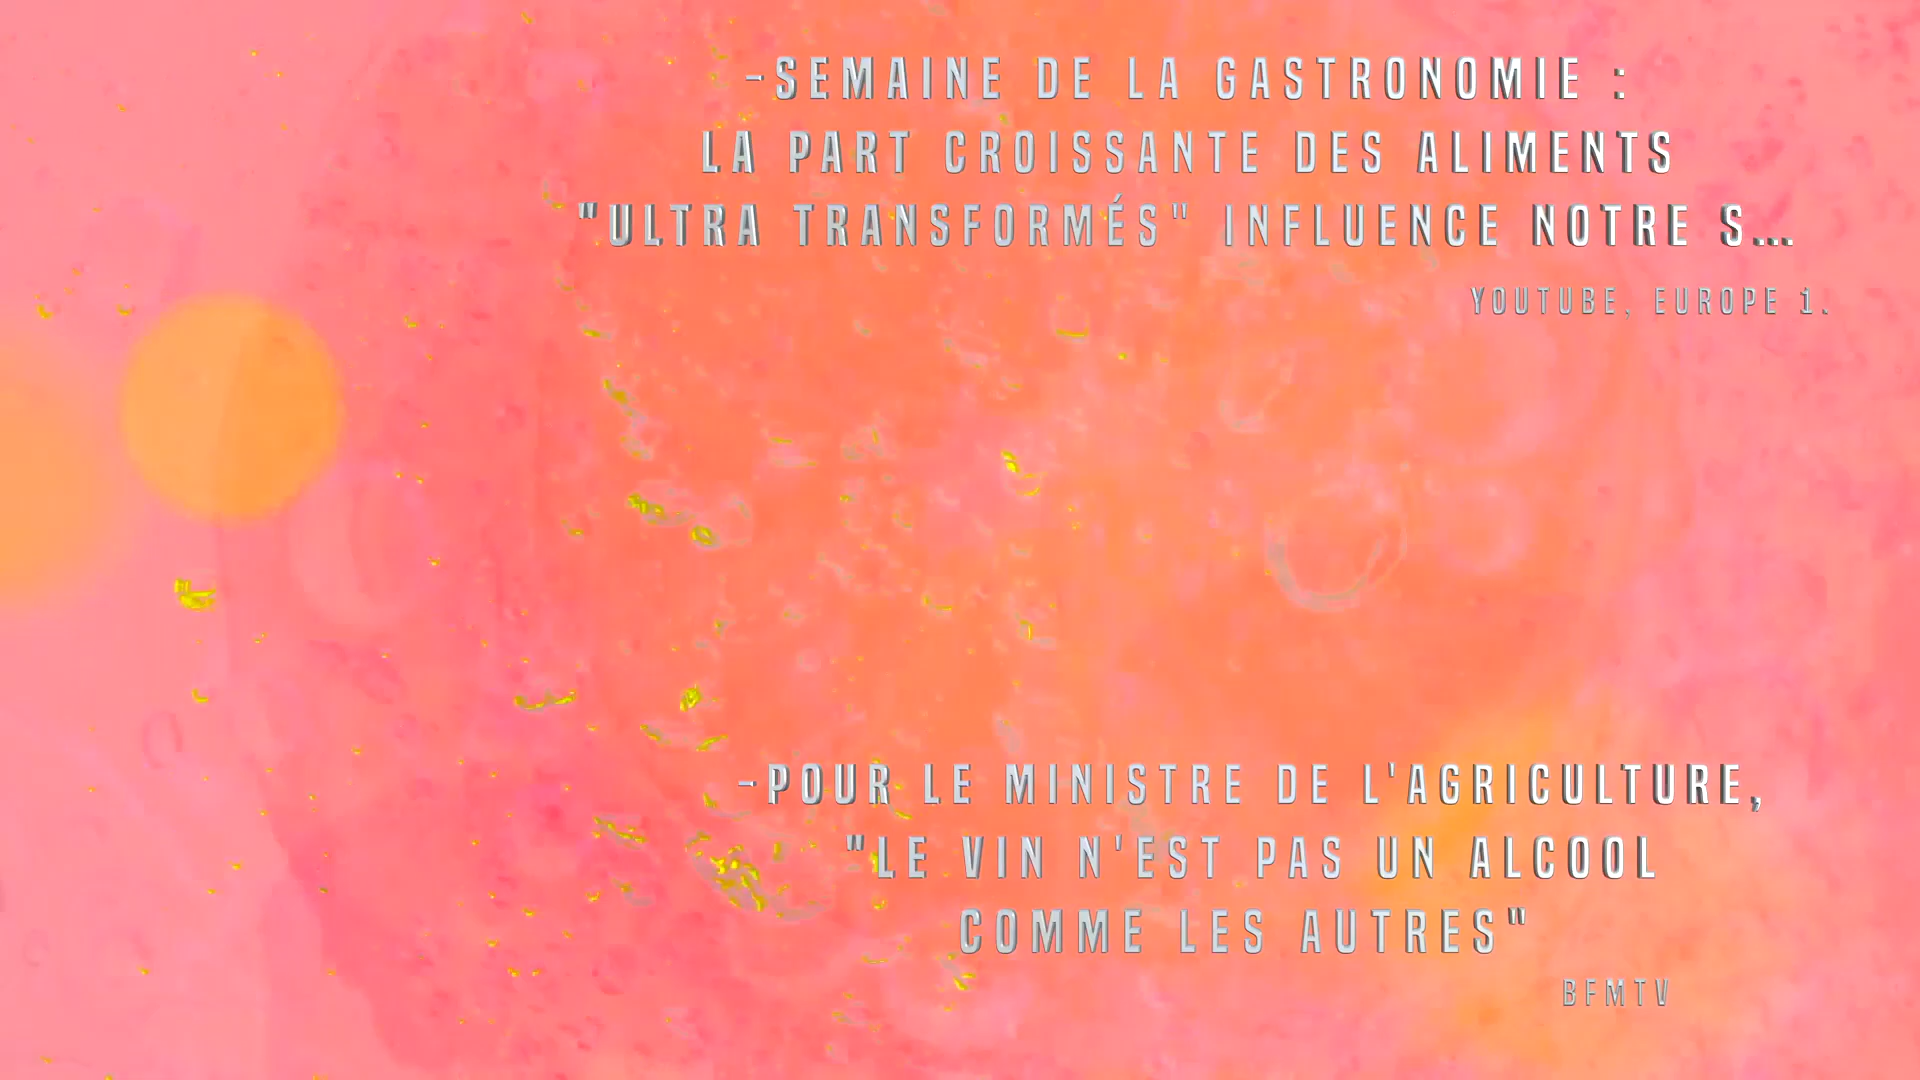 -SEMAINE DE LA GASTRONOMIE :
LA PART CROISSANTE DES ALIMENTS
"ULTRA TRANSFORMÉS" INFLUENCE NOTRE S...
YOUTUBE, EUROPE 1.
-POUR LE MINISTRE DE L'AGRICULTURE,
"LE VIN N'EST PAS UN ALCOOL
COMME LES AUTRES"
BFMTV